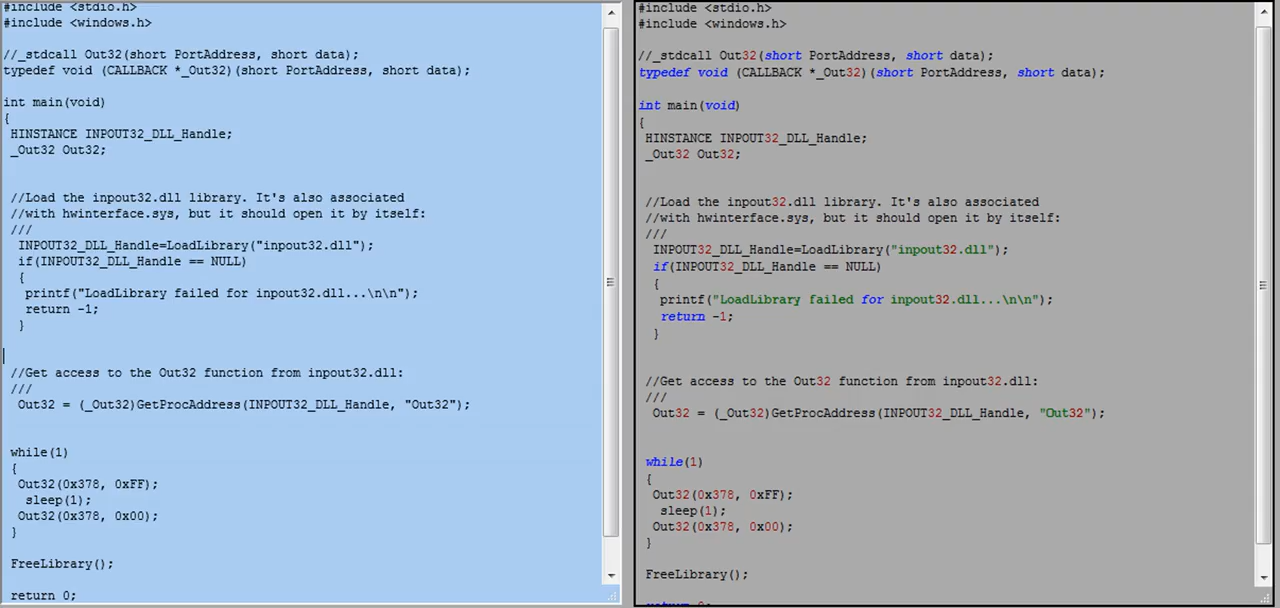 #include <stdio.h>
#include <windows.h>
//_stdcall Out32(short PortAddress, short data);
typedef void (CALLBACK *_Out32)(short PortAddress, short data);
int main(void)
{
HINSTANCE INPOUT32_DLL_Handle;
_Out32 Out32;
//Load the inpout32.dll library. It's also associated
//with hwinterface.sys, but it should open it by itself:
///
INPOUT32_DLL_Handle=LoadLibrary("inpout32.dll");
if(INPOUT32_DLL_Handle == NULL)
{
printf("LoadLibrary failed for inpout32.dll...\n\n");
return -1;
}
//Get access to the Out32 function from inpout32.dll:
///
Out32 = (_Out32)GetProcAddress(INPOUT32_DLL_Handle, "Out32");
while(1)
{
Out32(0x378, 0xFF);
sleep(1);
Out32(0x378, 0x00);
}
FreeLibrary();
return 0;
#include <stdio.h>
#include <windows.h>
//_stdcall Out32(short PortAddress, short data);
typedef void (CALLBACK *_Out32)(short PortAddress, short data);
int main(void)
{
HINSTANCE INPOUT32_DLL_Handle;
_Out32 Out32;
//Load the inpout32.dll library. It's also associated
//with hwinterface.sys, but it should open it by itself:
///
INPOUT32_DLL_Handle=LoadLibrary("inpout32.dll");
if(INPOUT32_DLL_Handle == NULL)
{
printf("LoadLibrary failed for inpout32.dll...\n\n");
return -1;
}
//Get access to the Out32 function from inpout32.dll:
///
Out32 = (_Out32)GetProcAddress(INPOUT32_DLL_Handle, "Out32");
while(1)
{
Out32(0x378, 0xFF);
sleep(1);
Out32(0x378, 0x00);
}
FreeLibrary();